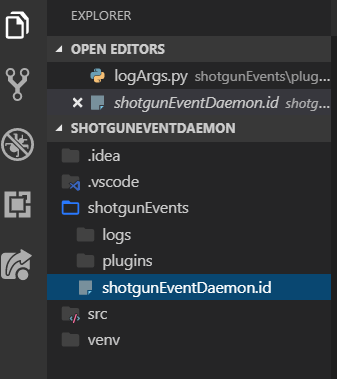 EXPLORER
OPEN EDITORS
logArgs.py shotgunEvents\plug...
shotgunEventDaemon.id shotg...
SHOTGUNEVENTDAEMON
.idea
.vscode
shotgunEvents
logs
plugins
shotgunEventDaemon.id
src
venv